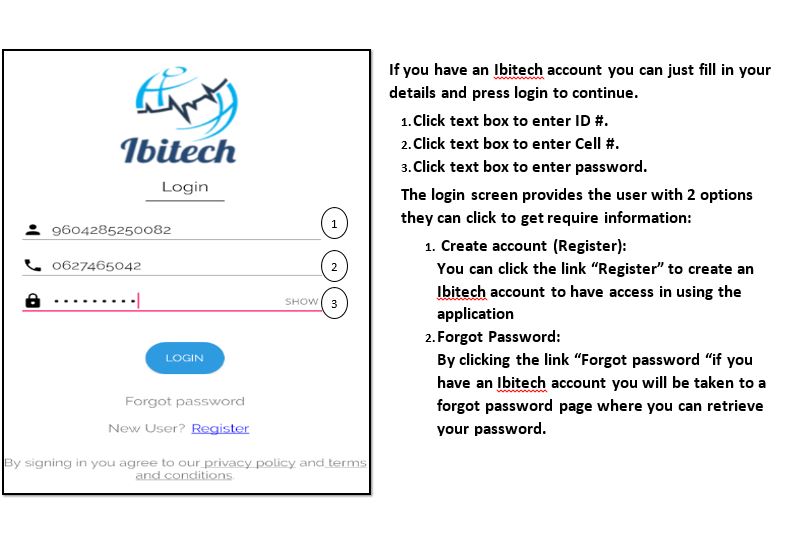 Ibitech
Login
9604285250082
1
0627465042
2
SHOW
3
LOGIN
Forgot password
New User? Register
By signing in you agree to our privacy policy and terms
and conditions.
If you have an Ibitech account you can just fill in your
details and press login to continue.
1. Click text box to enter ID #.
2. Click text box to enter Cell #.
3. Click text box to enter password.
The login screen provides the user with 2 options
they can click to get require information:
1. Create account (Register):
You can click the link “Register” to create an
Ibitech account to have access in using the
application
2. Forgot Password:
By clicking the link “Forgot password “if you
have an Ibitech account you will be taken to a
forgot password page where you can retrieve
your password.